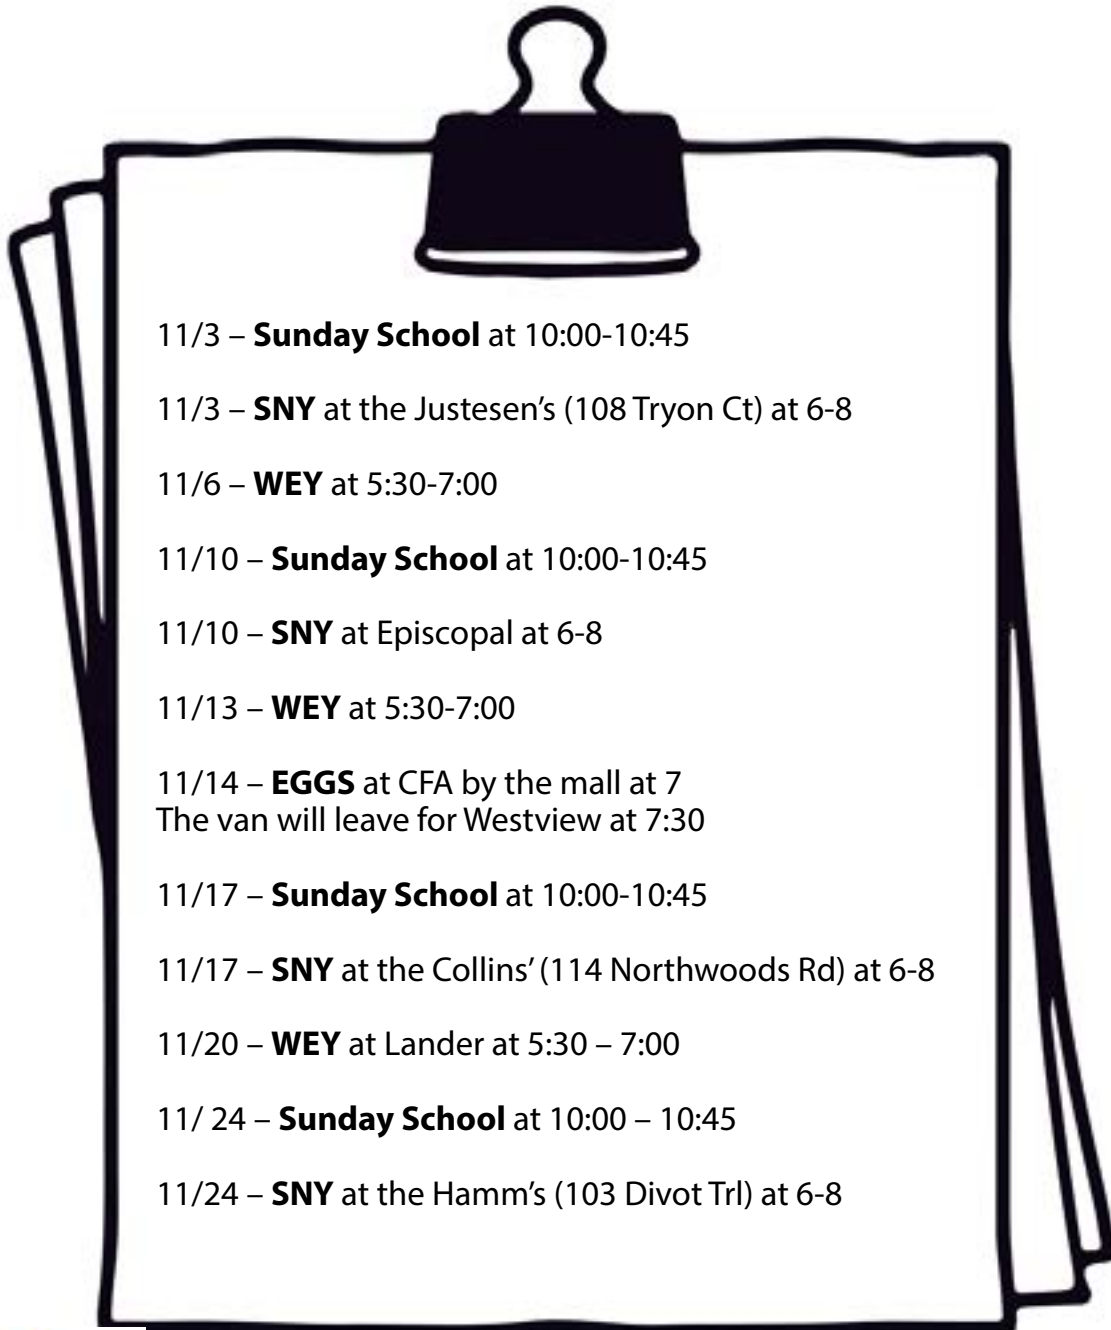 11/3 – Sunday School at 10:00-10:45
11/3 – SNY at the Justesen’s (108 Tryon Ct) at 6-8
11/6 – WEY at 5:30-7:00
11/10 – Sunday School at 10:00-10:45
11/10 – SNY at Episcopal at 6-8
11/13 – WEY at 5:30-7:00
11/14 – EGGS at CFA by the mall at 7
The van will leave for Westview at 7:30
11/17 – Sunday School at 10:00-10:45
11/17 – SNY at the Collins’ (114 Northwoods Rd) at 6-8
11/20 – WEY at Lander at 5:30 – 7:00
11/ 24 – Sunday School at 10:00 – 10:45
11/24 – SNY at the Hamm’s (103 Divot Trl) at 6-8